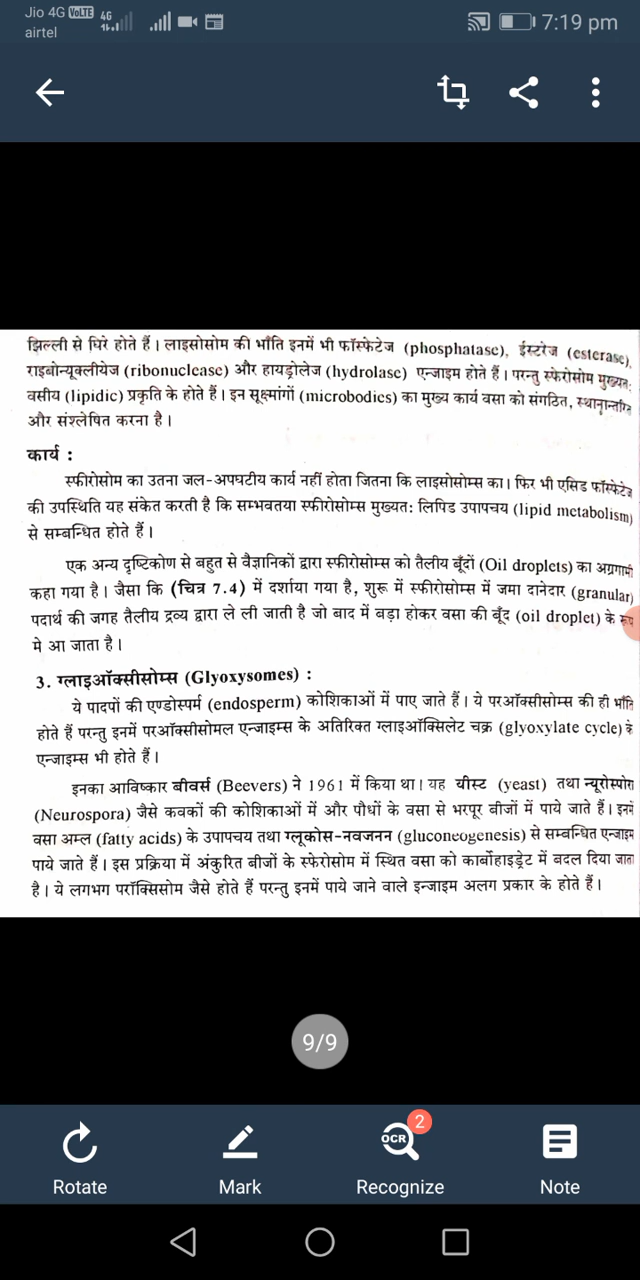 Jio 4G VoLTE 4G
airtel
7:19 pm
झिल्ली से घिरे होते हैं। लाइसोसोम की भाँति इनमें भी फॉस्फेटेज (phosphatase), ईस्टरेज (esterase),
राइबोन्यूक्लीयेज (ribonuclease) और हायड्रोलेज (hydrolase) एन्जाइम होते हैं। परन्तु स्फेरोसोम मुख्यत:
वसीय (lipidic) प्रकृति के होते हैं। इन सूक्ष्मांगों (microbodies) का मुख्य कार्य वसा को संगठित,
और संश्लेषित करना है।
कार्य :
स्फीरोसोम का उतना जल-अपघटीय कार्य नहीं होता जितना कि लाइसोसोम्स का। फिर भी एसिड फॉस्फेटेज
की उपस्थिति यह संकेत करती है कि सम्भवतया स्फीरोसोम्स मुख्यत: लिपिड उपापचय (lipid metabolism)
से सम्बन्धित होते हैं।
एक अन्य दृष्टिकोण से बहुत से वैज्ञानिकों द्वारा स्फीरोसोम्स को तैलीय बूँदों (Oil droplets) का अग्रगामी
कहा गया है। जैसा कि (चित्र 7.4) में दर्शाया गया है, शुरू में स्फीरोसोम्स में जमा दानेदार (granular)
पदार्थ की जगह तैलीय द्रव्य द्वारा ले ली जाती है जो बाद में बड़ा होकर वसा की बूँद (oil droplet) के रूप
मे आ जाता है।
3. ग्लाइऑक्सीसोम्स (Glyoxysomes) :
ये पादपों की एण्डोस्पर्म (endosperm) कोशिकाओं में पाए जाते हैं। ये परऑक्सीसोम्स की ही भाँति
होते हैं परन्तु इनमें परऑक्सीसोमल एन्जाइम्स के अतिरिक्त ग्लाइऑक्सिलेट चक्र (glyoxylate cycle) के
एन्जाइम्स भी होते हैं।
इनका आविष्कार बीवर्स (Beevers) ने 1961 में किया था। यह यीस्ट (yeast) तथा न्यूरोस्पोरा
(Neurospora) जैसे कवकों की कोशिकाओं में और पौधों के वसा से भरपूर बीजों में पाये जाते हैं। इनमें
वसा अम्ल (fatty acids) के उपापचय तथा ग्लूकोस-नवजनन (gluconeogenesis) से सम्बन्धित एन्जाइम
पाये जाते हैं। इस प्रक्रिया में अंकुरित बीजों के स्फेरोसोम में स्थित वसा को कार्बोहाइड्रेट में बदल दिया जाता
है। ये लगभग परॉक्सिसोम जैसे होते हैं परन्तु इनमें पाये जाने वाले इन्जाइम अलग प्रकार के होते हैं।
9/9
OCR 2
Rotate Mark Recognize Note